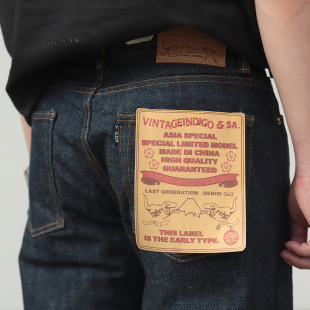 VINTAGEINDIGO & SA.
ASIA SPECIAL
SPECIAL LIMITED MODEL
MADE IN CHINA
HIGH QUALITY
GUARANTEED
LAST GENERATION DENIM DAY
THIS LABEL
IS THE EARLY TYPE.